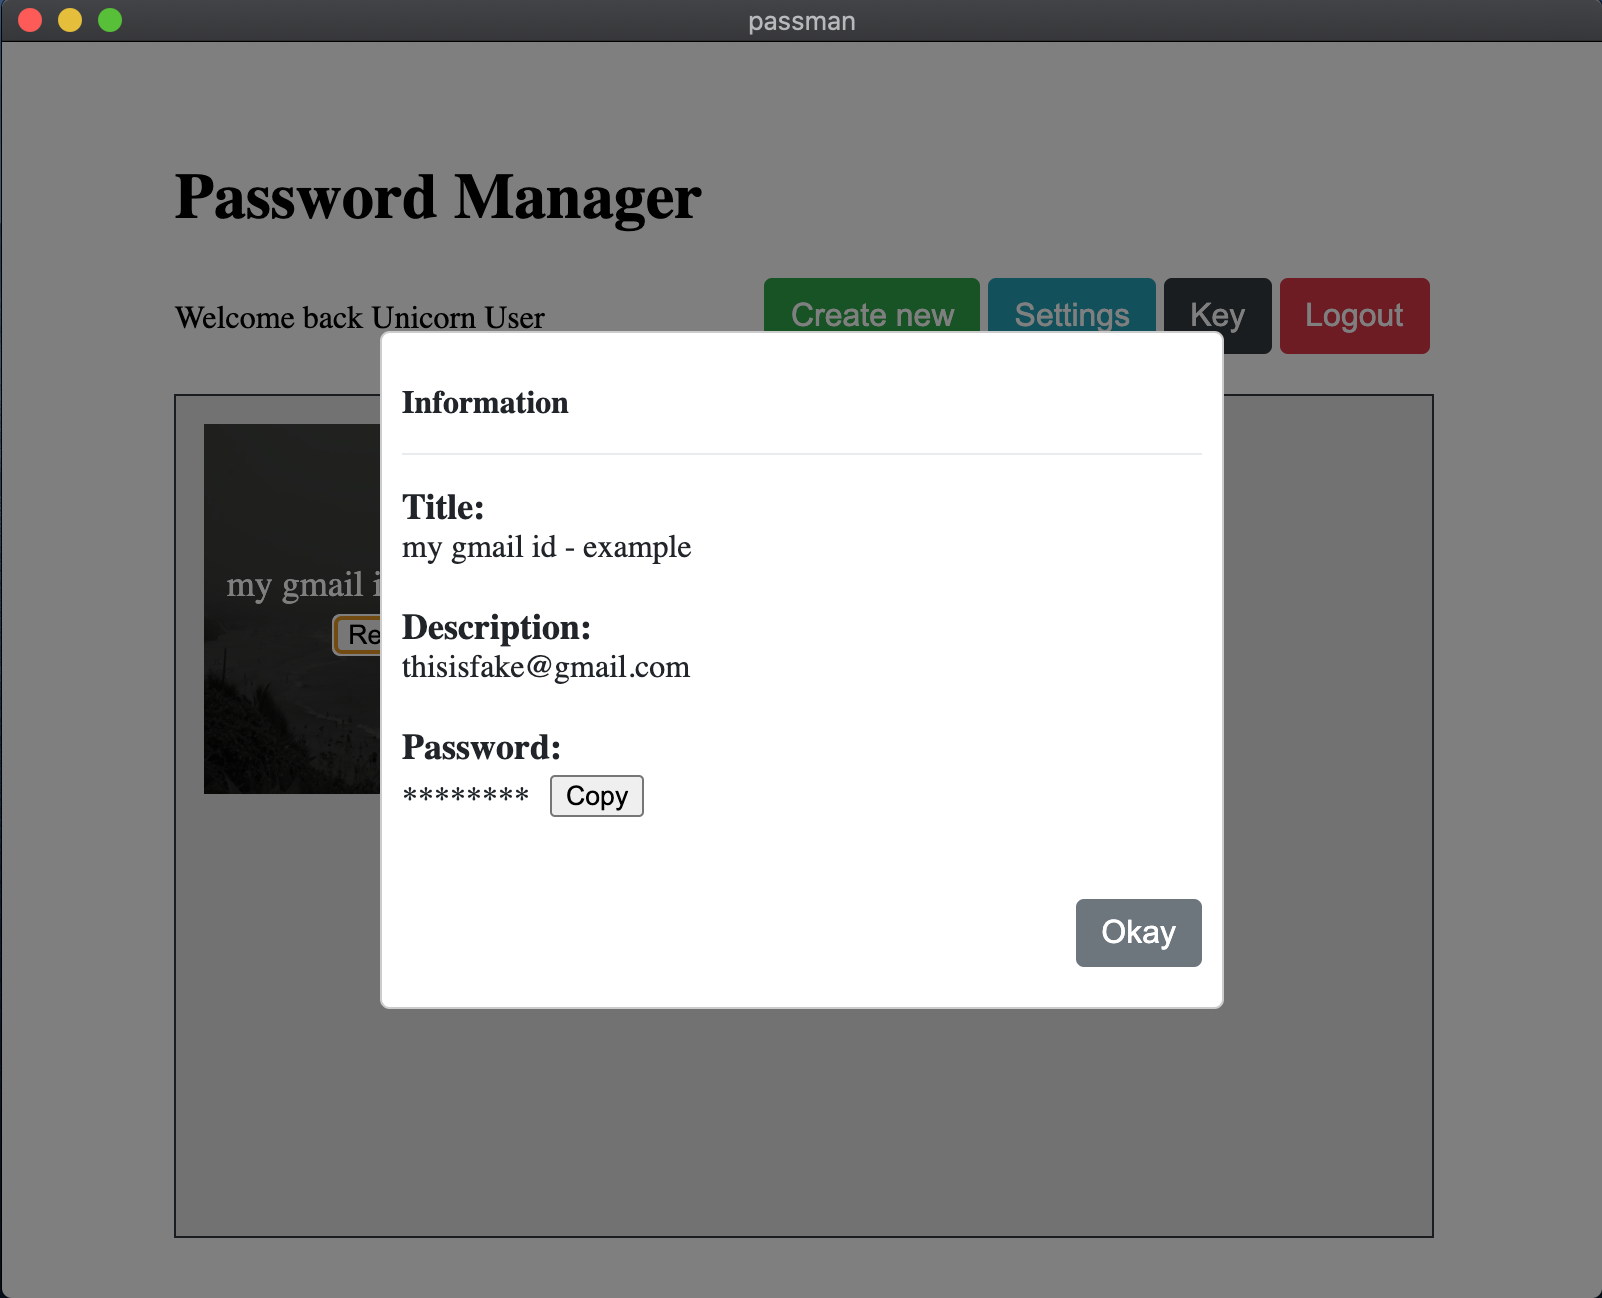 passman
Password Manager
Welcome back Unicorn User
Create new
Settings
Key
Logout
my gmail
Information
Title:
my gmail id - example
Description:
thisisfake@gmail.com
Password:
******** Copy
Okay